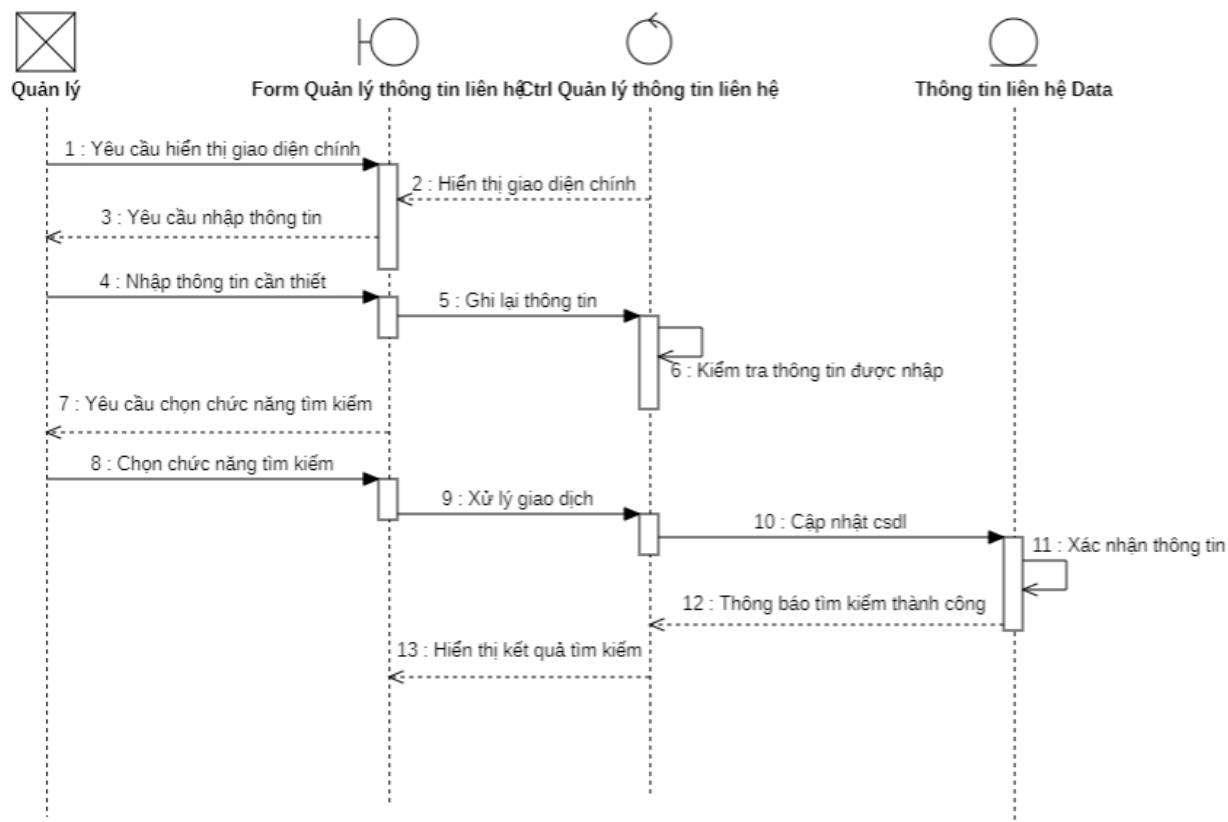 Quản lý
Form Quản lý thông tin liên hệ
Ctrl Quản lý thông tin liên hệ
Thông tin liên hệ Data
1 : Yêu cầu hiển thị giao diện chính
2 : Hiển thị giao diện chính
3 : Yêu cầu nhập thông tin
4 : Nhập thông tin cần thiết
5 : Ghi lại thông tin
6 : Kiểm tra thông tin được nhập
7 : Yêu cầu chọn chức năng tìm kiếm
8 : Chọn chức năng tìm kiếm
9 : Xử lý giao dịch
10 : Cập nhật csdl
11 : Xác nhận thông tin
12 : Thông báo tìm kiếm thành công
13 : Hiển thị kết quả tìm kiếm